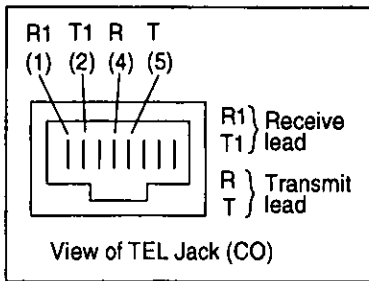 R1 T1 R T
(1) (2) (4) (5)
R1 } Receive
T1 } lead
R } Transmit
T } lead
View of TEL Jack (CO)